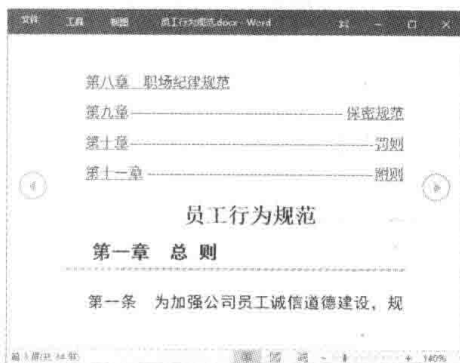 文件 工具 视图 员工行为规范.docx - Word
第八章 职场纪律规范
第九章 保密规范
第十章 罚则
第十一章 附则
员工行为规范
第一章 总 则
第一条 为加强公司员工诚信道德建设，规
140%